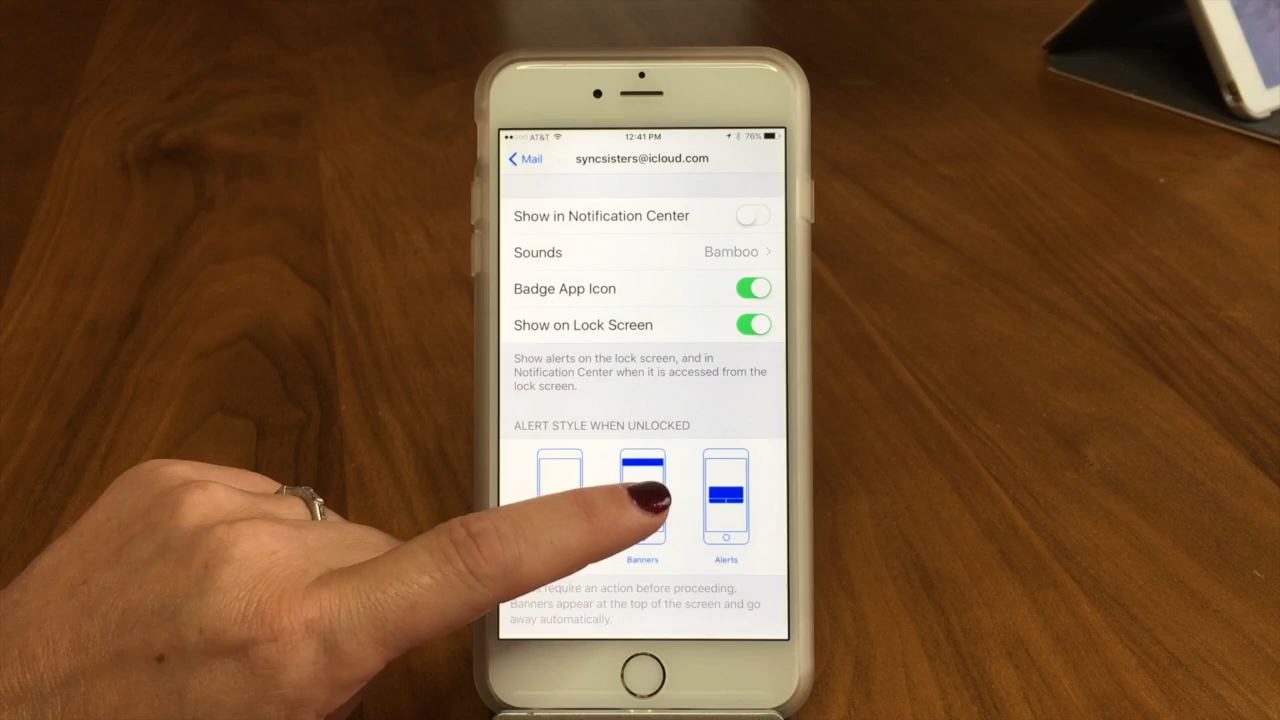 AT&T 12:41 PM 76%
Mail syncsisters@icloud.com
Show in Notification Center
Sounds Bamboo
Badge App Icon
Show on Lock Screen
Show alerts on the lock screen, and in
Notification Center when it is accessed from the
lock screen.
ALERT STYLE WHEN UNLOCKED
Banners Alerts
require an action before proceeding.
Banners appear at the top of the screen and go
away automatically.